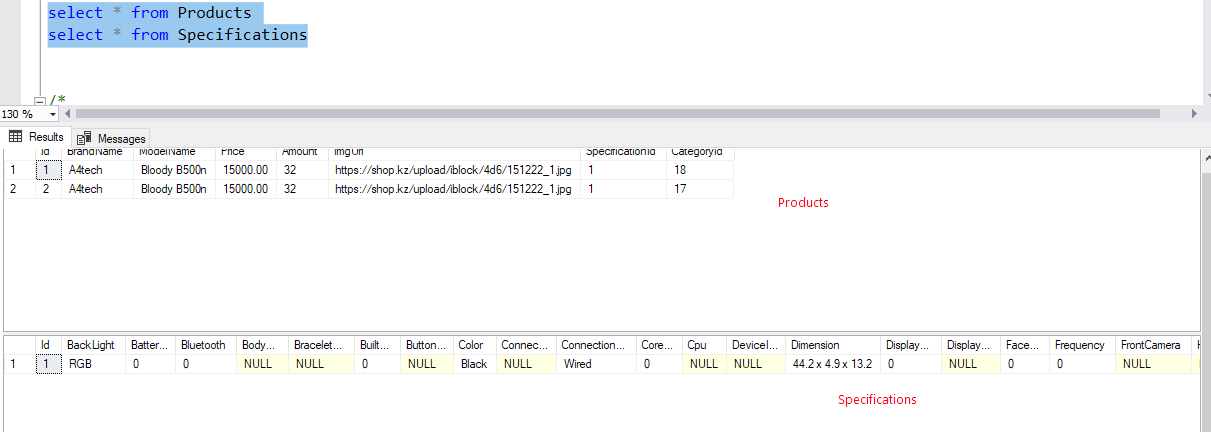 select * from Products
select * from Specifications
/*
130 %
Results Messages
Id BrandName ModelName Price Amount ImgUrl SpecificationId CategoryId
1 1 A4tech Bloody B500n 15000.00 32 https://shop.kz/upload/iblock/4d6/151222_1.jpg 1 18
2 2 A4tech Bloody B500n 15000.00 32 https://shop.kz/upload/iblock/4d6/151222_1.jpg 1 17
Products
Id BackLight Batter... Bluetooth Body... Bracelet... Built... Button... Color Connec... Connection... Core... Cpu DeviceI... Dimension Display... Display... Face... Frequency FrontCamera H
1 1 RGB 0 0 NULL NULL 0 NULL Black NULL Wired 0 NULL NULL 44.2 x 4.9 x 13.2 0 NULL 0 0 NULL
Specifications